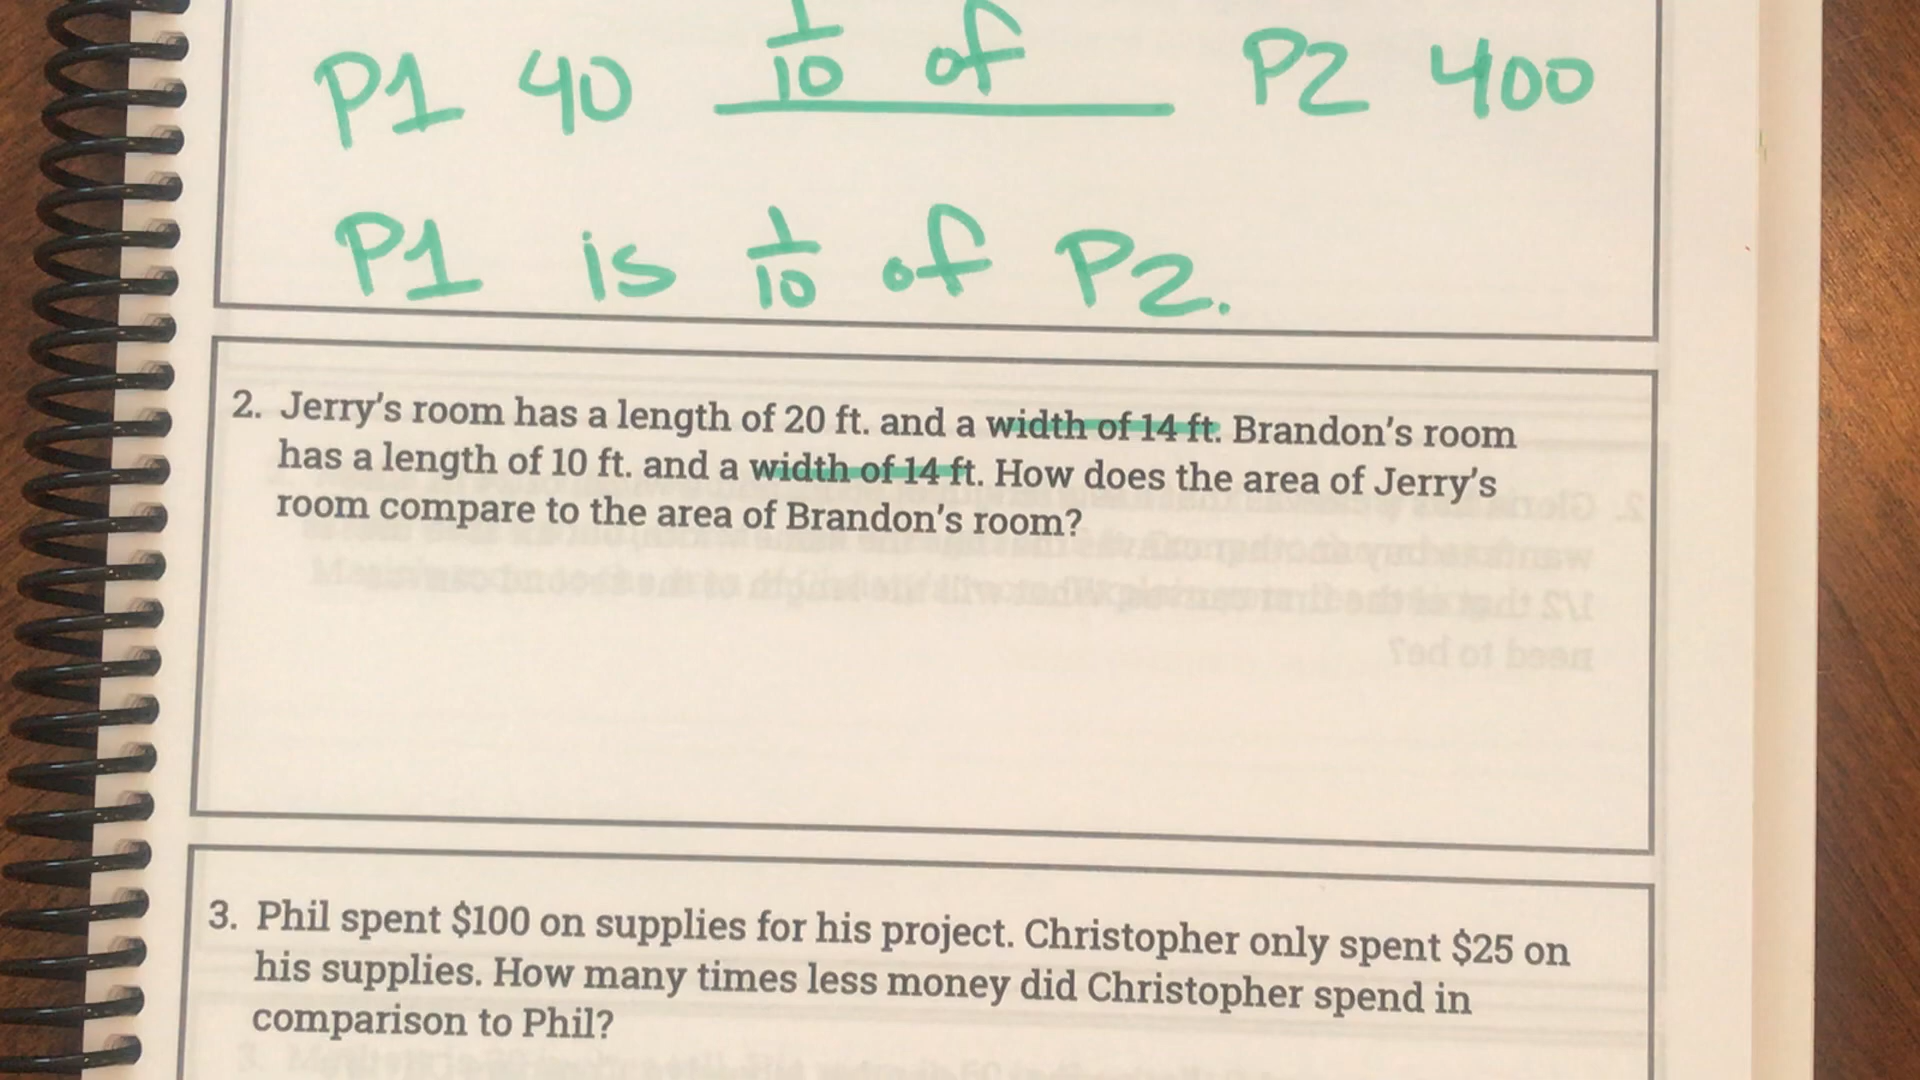 P1 40 1/10 of P2 400
P1 is 1/10 of P2.
2. Jerry's room has a length of 20 ft. and a width of 14 ft. Brandon's room
has a length of 10 ft. and a width of 14 ft. How does the area of Jerry's
room compare to the area of Brandon's room?
3. Phil spent $100 on supplies for his project. Christopher only spent $25 on
his supplies. How many times less money did Christopher spend in
comparison to Phil?